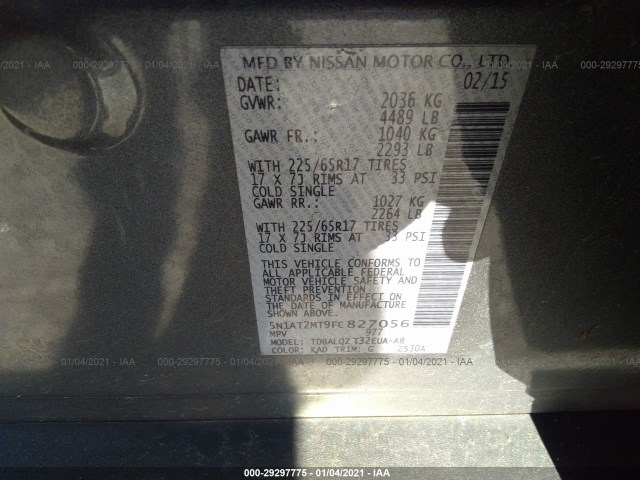 MFD BY NISSAN MOTOR CO., LTD
DATE: 02/15
GVWR: 2036 KG
4489 LB
GAWR FR.: 1040 KG
2293 LB
WITH 225/65R17 TIRES
17 X 7J RIMS AT 33 PSI
COLD SINGLE
GAWR RR.: 1027 KG
2264 LB
WITH 225/65R17 TIRES
17 X 7J RIMS AT 33 PSI
COLD SINGLE
THIS VEHICLE CONFORMS TO
ALL APPLICABLE FEDERAL
MOTOR VEHICLE SAFETY AND
THEFT PREVENTION
STANDARDS IN EFFECT ON
THE DATE OF MANUFACTURE
SHOWN ABOVE.
5N1AT2MT9FC827056
MPV 977
MODEL: TDBALQZ T32EUA-AB
COLOR: KAD TRIM: G 2530A
000-29297775 - 01/04/2021 - IAA